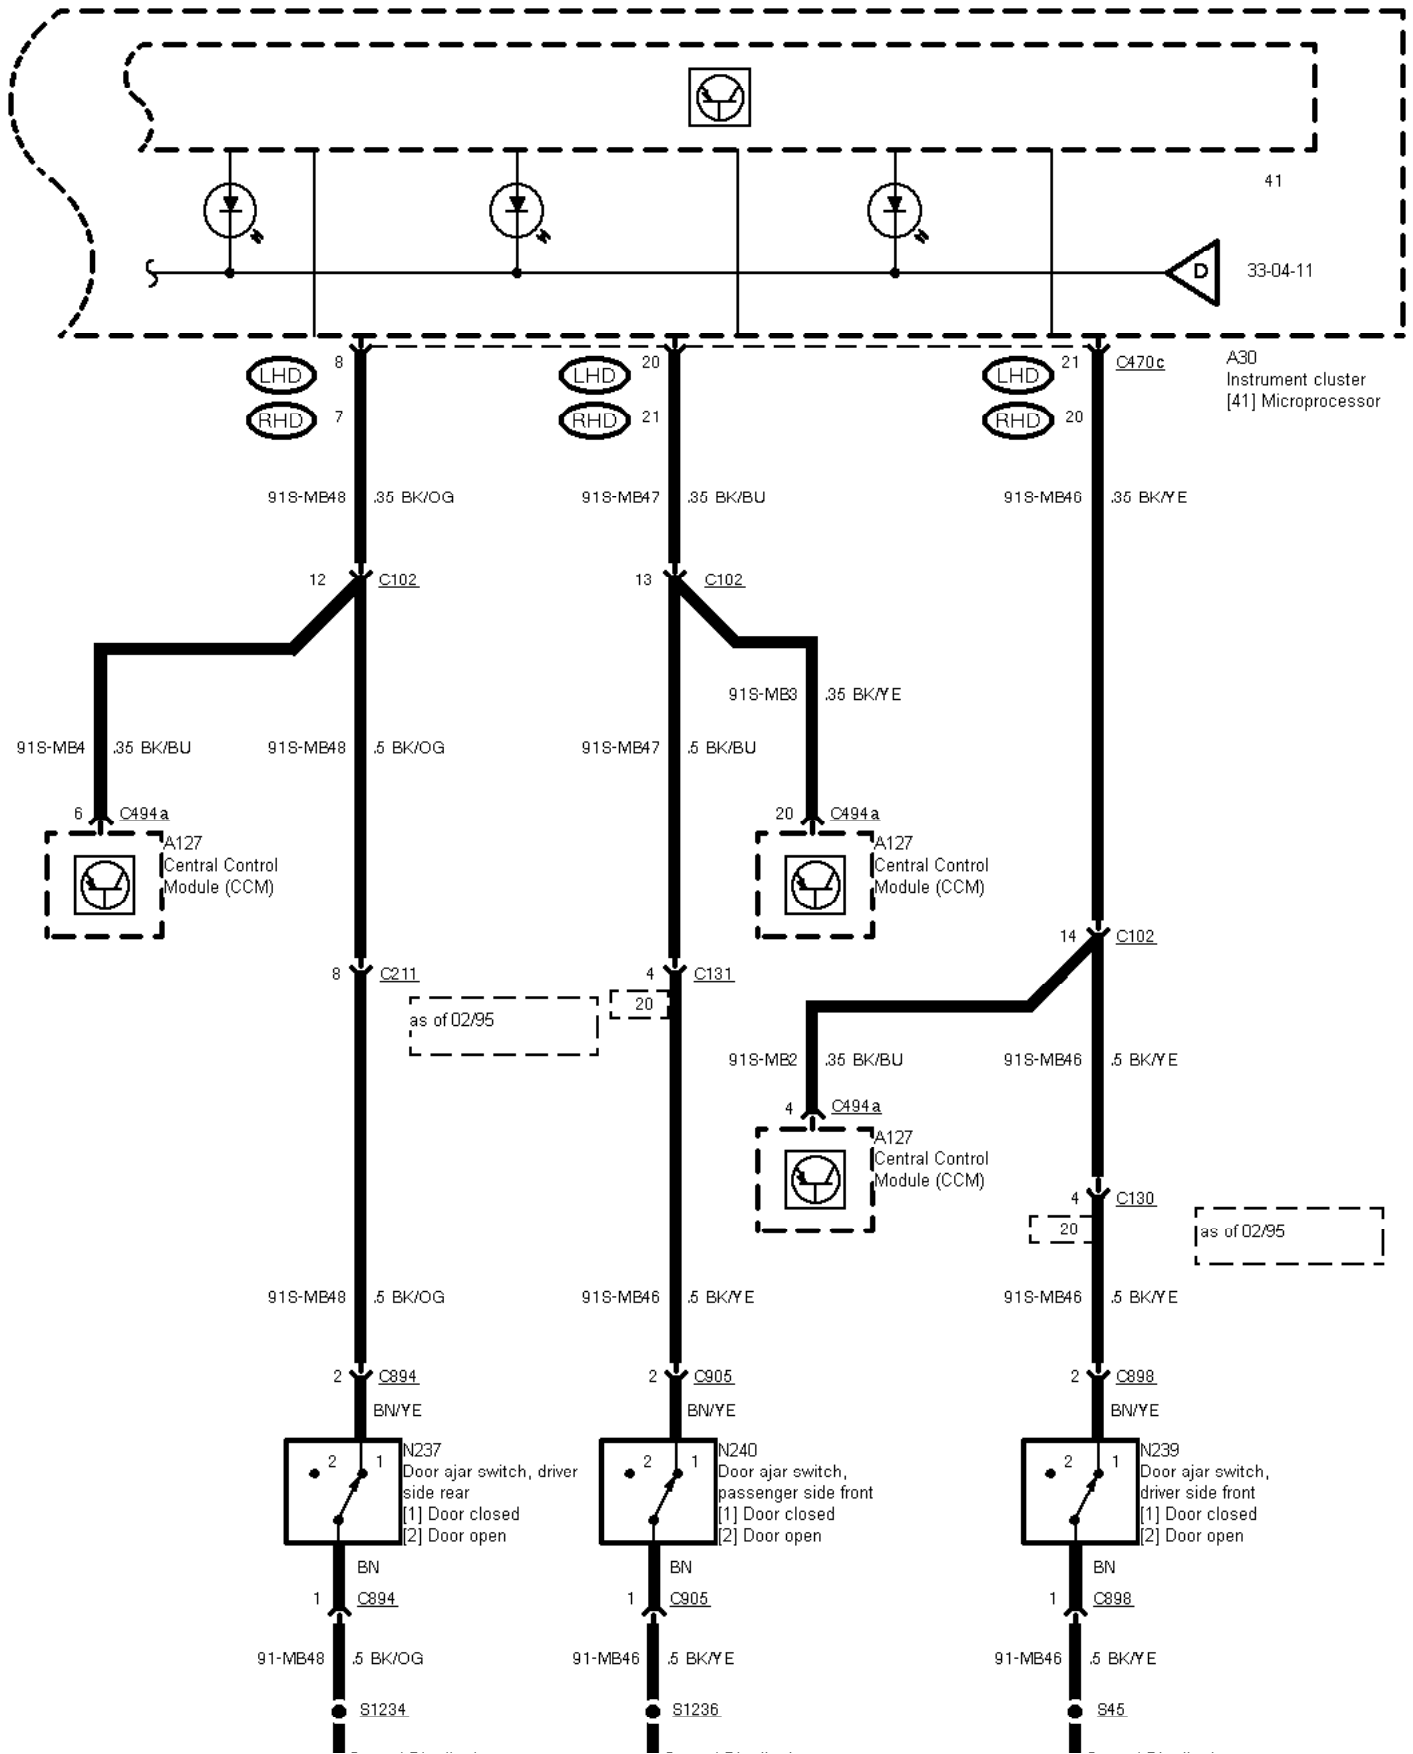 41
D
33-04-11
LHD 8
LHD 20
LHD 21 C470c
RHD 7
RHD 21
RHD 20
A30
Instrument cluster
[41] Microprocessor
91S-MB48 .35 BK/OG
91S-MB47 .35 BK/BU
91S-MB46 .35 BK/YE
12 C102
13 C102
91S-MB3 .35 BK/YE
91S-MB4 .35 BK/BU
91S-MB48 .5 BK/OG
91S-MB47 .5 BK/BU
6 C494a
A127
Central Control
Module (CCM)
20 C494a
A127
Central Control
Module (CCM)
14 C102
8 C211
4 C131
20
as of 02/95
91S-MB2 .35 BK/BU
91S-MB46 .5 BK/YE
4 C494a
A127
Central Control
Module (CCM)
4 C130
20
as of 02/95
91S-MB48 .5 BK/OG
91S-MB46 .5 BK/YE
91S-MB46 .5 BK/YE
2 C894
2 C905
2 C898
BN/YE
BN/YE
BN/YE
2 1
N237
Door ajar switch, driver
side rear
[1] Door closed
[2] Door open
2 1
N240
Door ajar switch,
passenger side front
[1] Door closed
[2] Door open
2 1
N239
Door ajar switch,
driver side front
[1] Door closed
[2] Door open
BN
BN
BN
1 C894
1 C905
1 C898
91-MB48 .5 BK/OG
91-MB46 .5 BK/YE
91-MB46 .5 BK/YE
S1234
S1236
S45